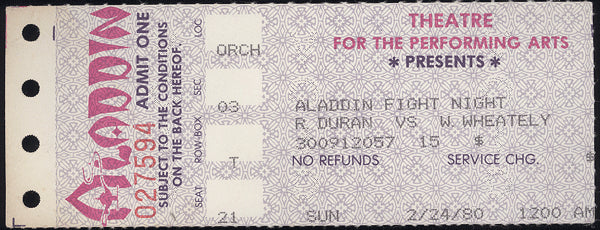 ALADDIN
027594
ADMIT ONE
SUBJECT TO THE CONDITIONS
ON THE BACK HEREOF.
LOC
SEC
ROW-BOX
SEAT
ORCH
03
T
21
THEATRE
FOR THE PERFORMING ARTS
* PRESENTS *
ALADDIN FIGHT NIGHT
R DURAN VS W.WHEATELY
300912057 15 $
NO REFUNDS SERVICE CHG. $
SUN 2/24/80 1200 AM